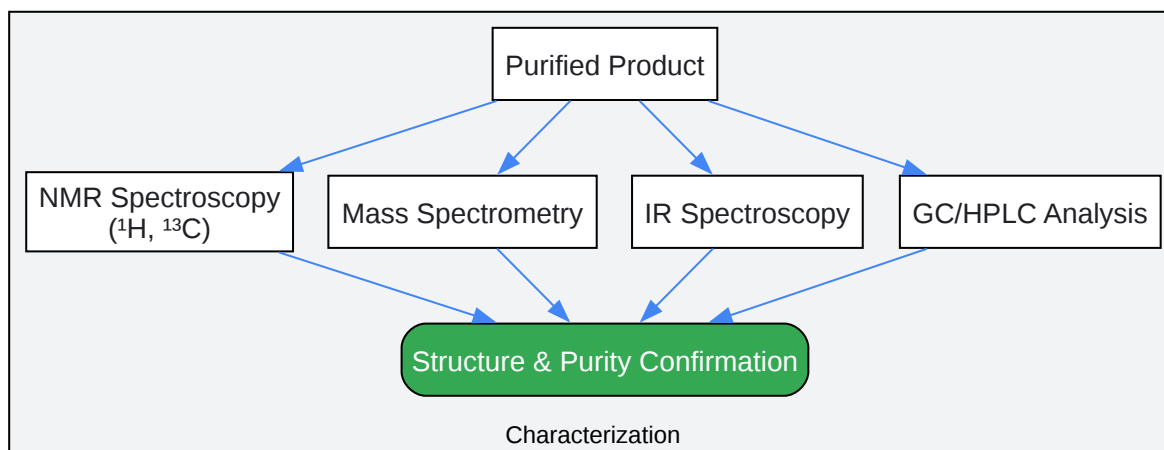 Purified Product
NMR Spectroscopy
(¹H, ¹³C)
Mass Spectrometry
IR Spectroscopy
GC/HPLC Analysis
Structure & Purity Confirmation
Characterization